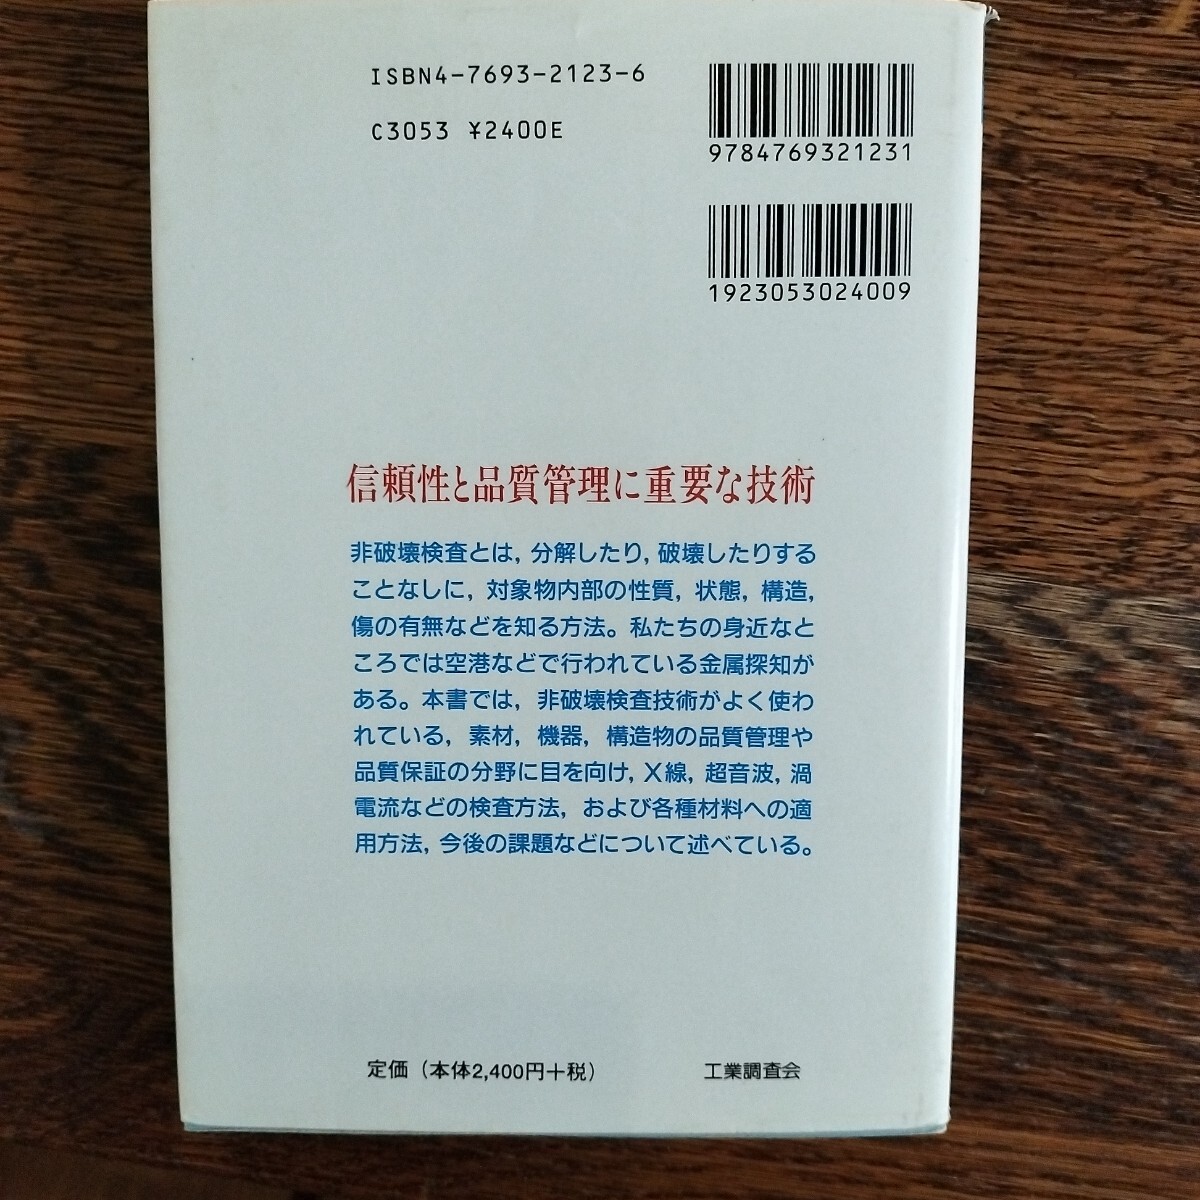 ISBN4-7693-2123-6
C3053 ¥2400E
9784769321231
1923053024009
信頼性と品質管理に重要な技術
非破壊検査とは，分解したり，破壊したりする
ことなしに，対象物内部の性質，状態，構造，
傷の有無などを知る方法。私たちの身近なと
ころでは空港などで行われている金属探知が
ある。本書では，非破壊検査技術がよく使わ
れている，素材，機器，構造物の品質管理や
品質保証の分野に目を向け，X線，超音波，渦
電流などの検査方法，および各種材料への適
用方法，今後の課題などについて述べている。
定価（本体2,400円＋税）
工業調査会